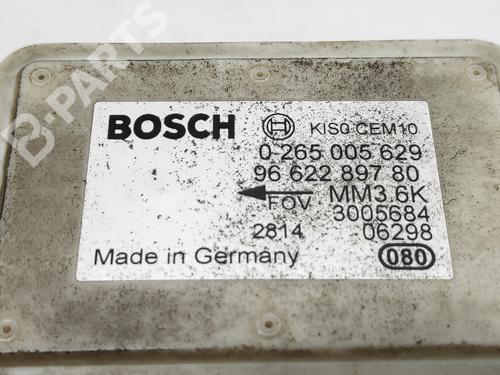 B-PARTS
BOSCH KISQ CEM10
0 265 005 629
96 622 897 80
FOV MM3.6K
3005684
2814 06298
Made in Germany 080